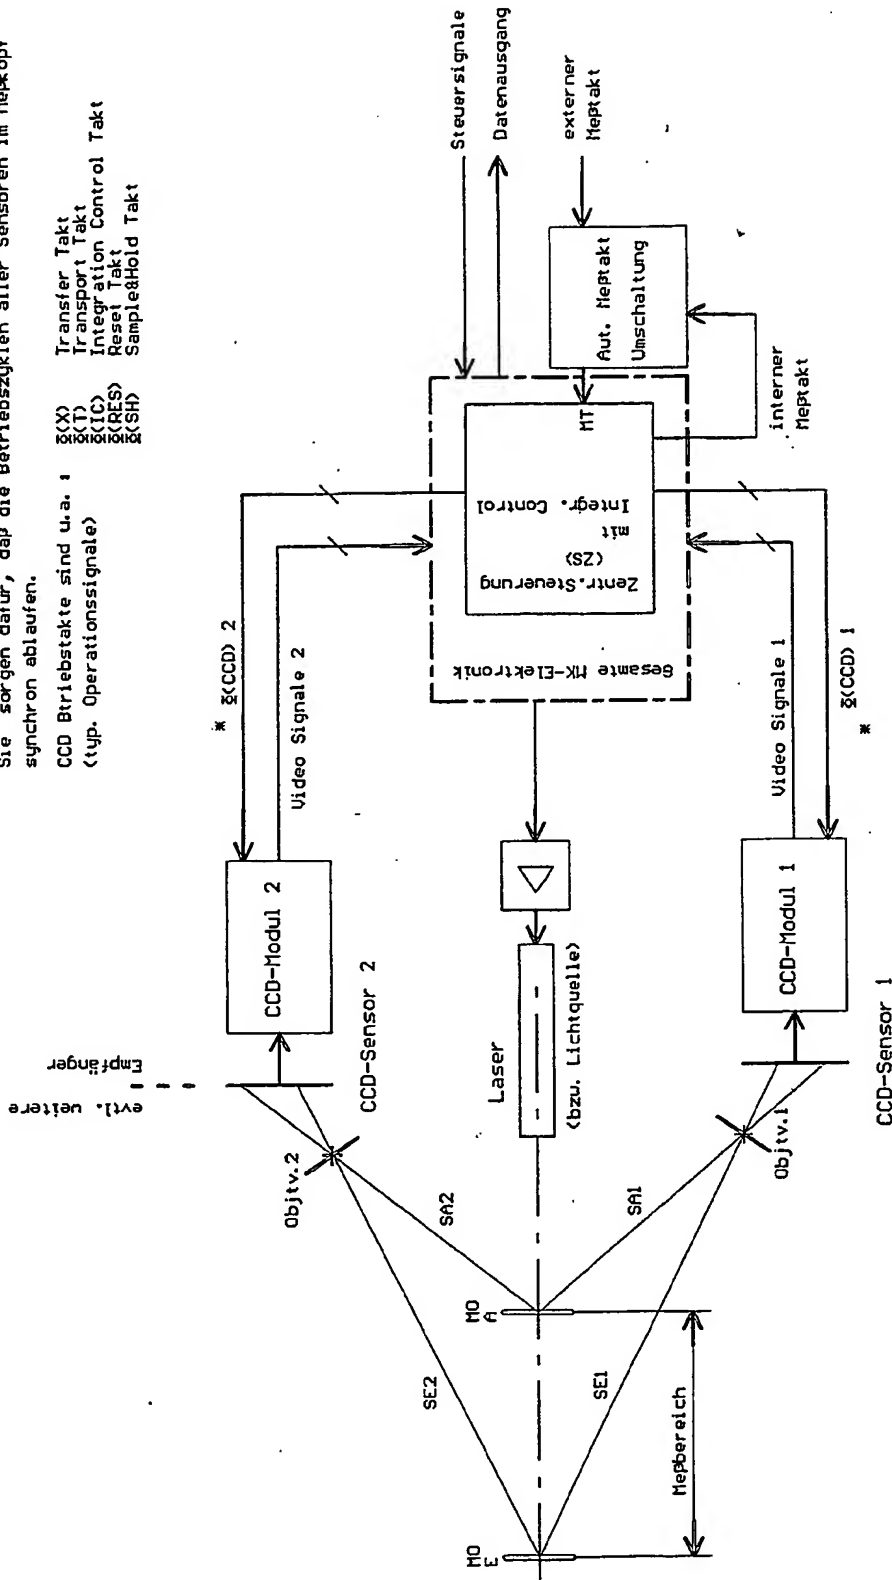 Sie sorgen dafür, daß die Betriebszyklen aller Sensoren im Meßkopf
synchron ablaufen.
CCD Btriebstakte sind u.a. :
(typ. Operationssignale)
Φ(X) Transfer Takt
Φ(T) Transport Takt
Φ(IC) Integration Control Takt
Φ(RES) Reset Takt
Φ(SH) Sample&Hold Takt
evtl. weitere
Empfänger
Objtv.2
CCD-Sensor 2
CCD-Modul 2
* Φ(CCD) 2
Video Signale 2
Steuersignale
Datenausgang
externer
Meßtakt
Aut. Meßtakt
Umschaltung
interner
Meßtakt
MT
Zentr.Steuerung
(ZS)
mit
Integr. Control
Gesamte MK-Elektronik
Laser
(bzw. Lichtquelle)
MO
E
MO
A
SE2
SA2
SE1
SA1
Meßbereich
Objtv.1
CCD-Sensor 1
CCD-Modul 1
Video Signale 1
Φ(CCD) 1
*